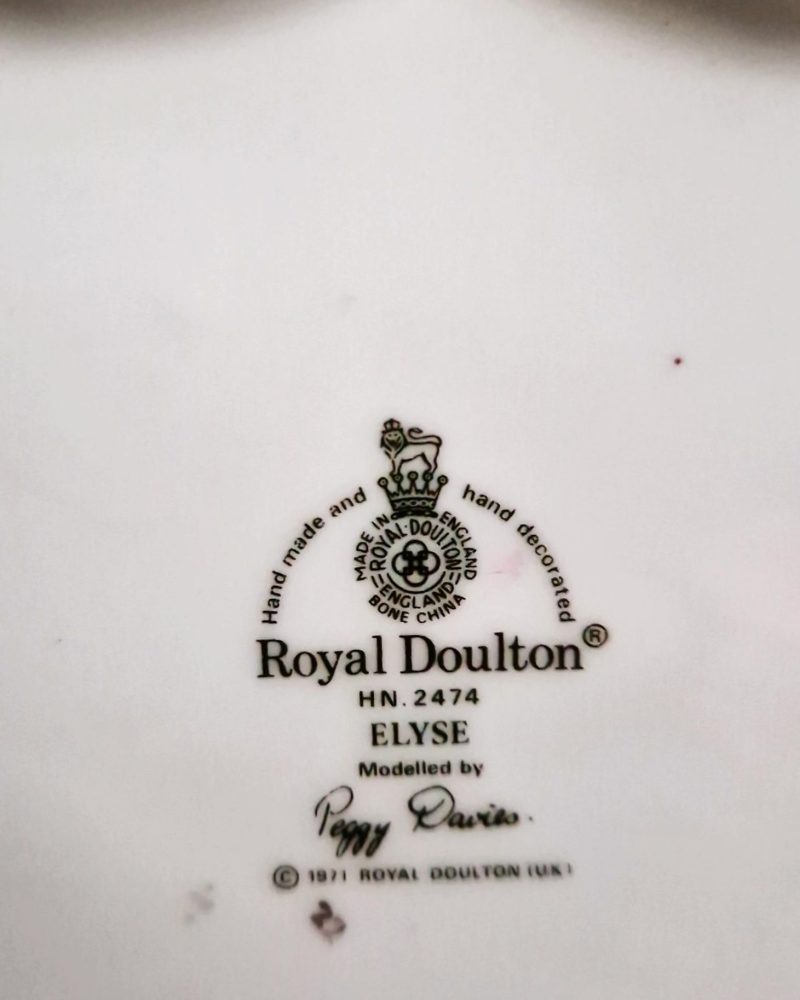 Hand made and hand decorated
MADE IN ENGLAND
ROYAL·DOULTON
ENGLAND
BONE CHINA
Royal Doulton®
HN.2474
ELYSE
Modelled by
Peggy Davies.
© 1971 ROYAL DOULTON (UK)